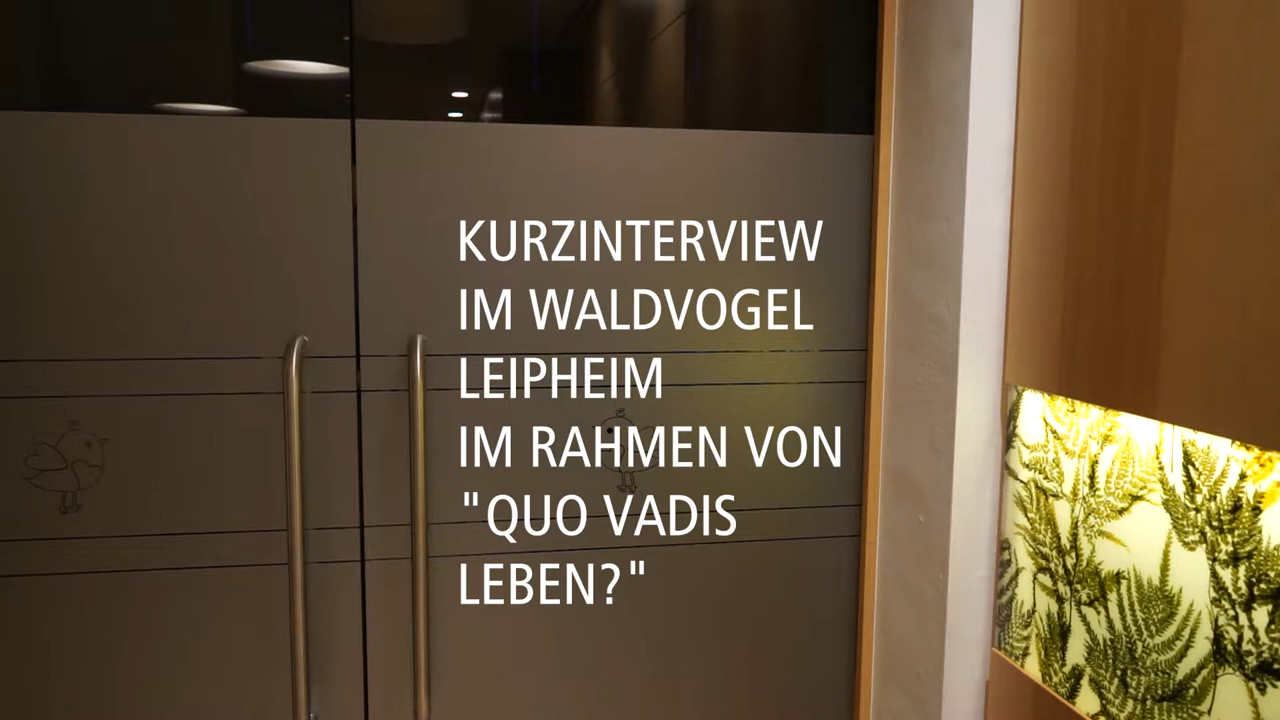 KURZINTERVIEW
IM WALDVOGEL
LEIPHEIM
IM RAHMEN VON
"QUO VADIS
LEBEN?"